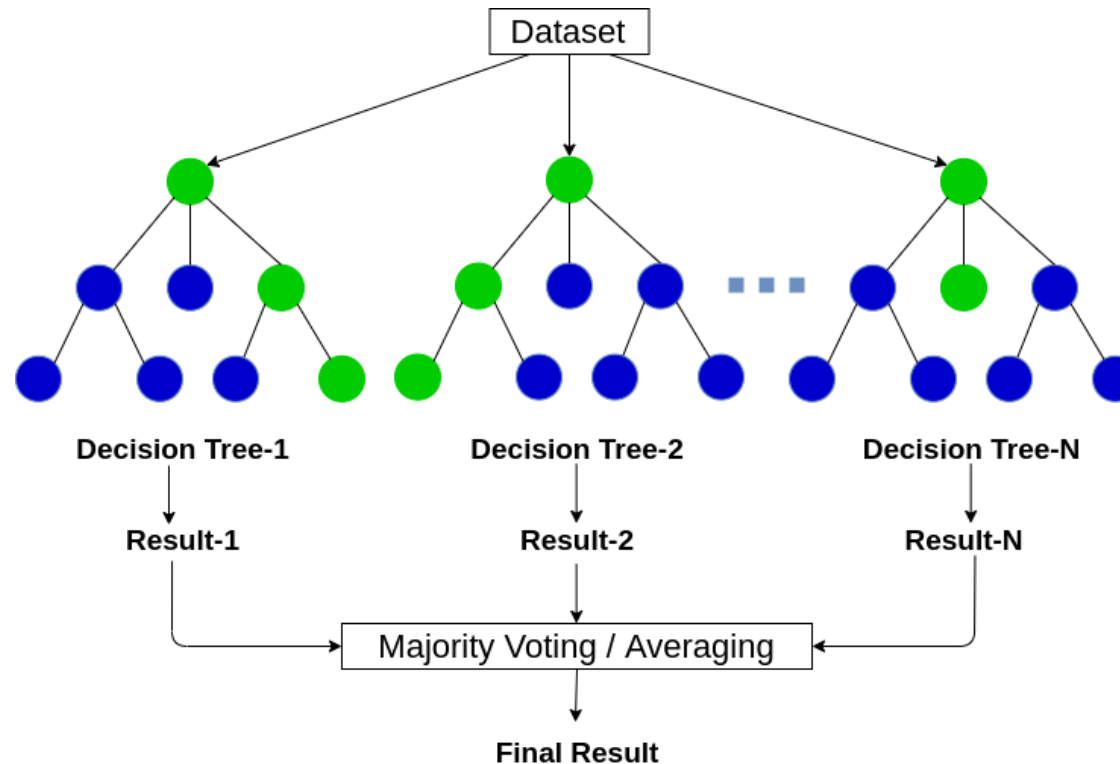 Dataset
Decision Tree-1
Decision Tree-2
Decision Tree-N
Result-1
Result-2
Result-N
Majority Voting / Averaging
Final Result